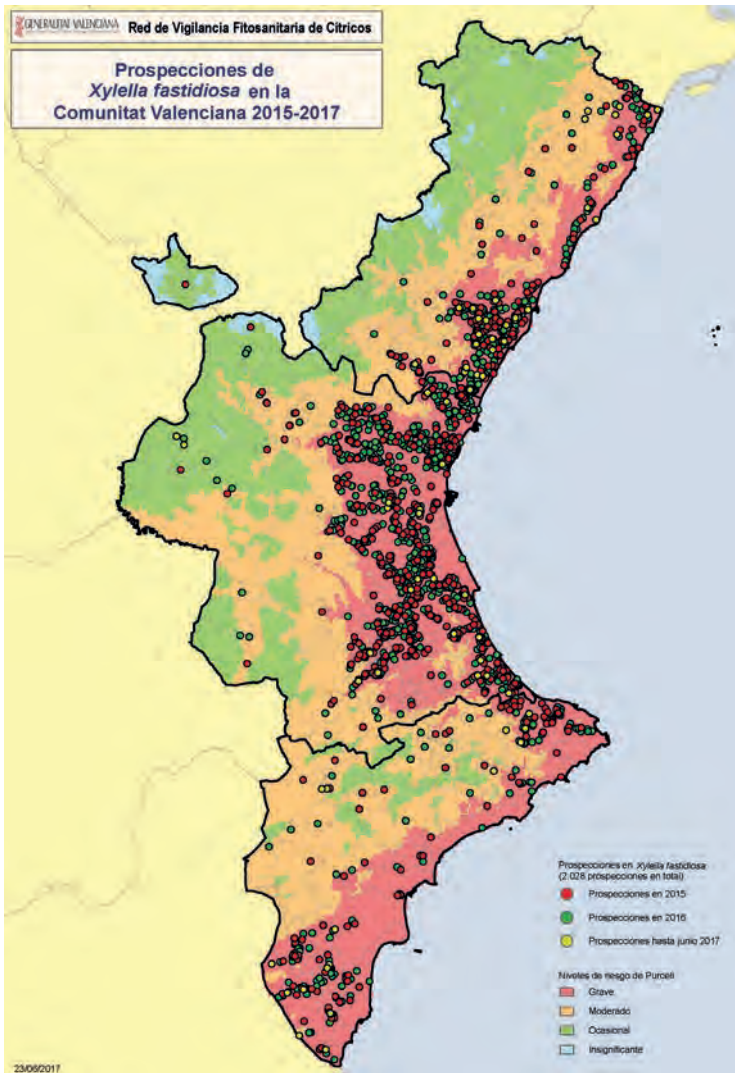 GENERALITAT VALENCIANA Red de Vigilancia Fitosanitaria de Cítricos
Prospecciones de
Xylella fastidiosa en la
Comunitat Valenciana 2015-2017
Prospecciones en Xylella fastidiosa
(2.028 prospecciones en total)
Prospecciones en 2015
Prospecciones en 2016
Prospecciones hasta junio 2017
Niveles de riesgo de Purcell
Grave
Moderado
Ocasional
Insignificante
23/06/2017